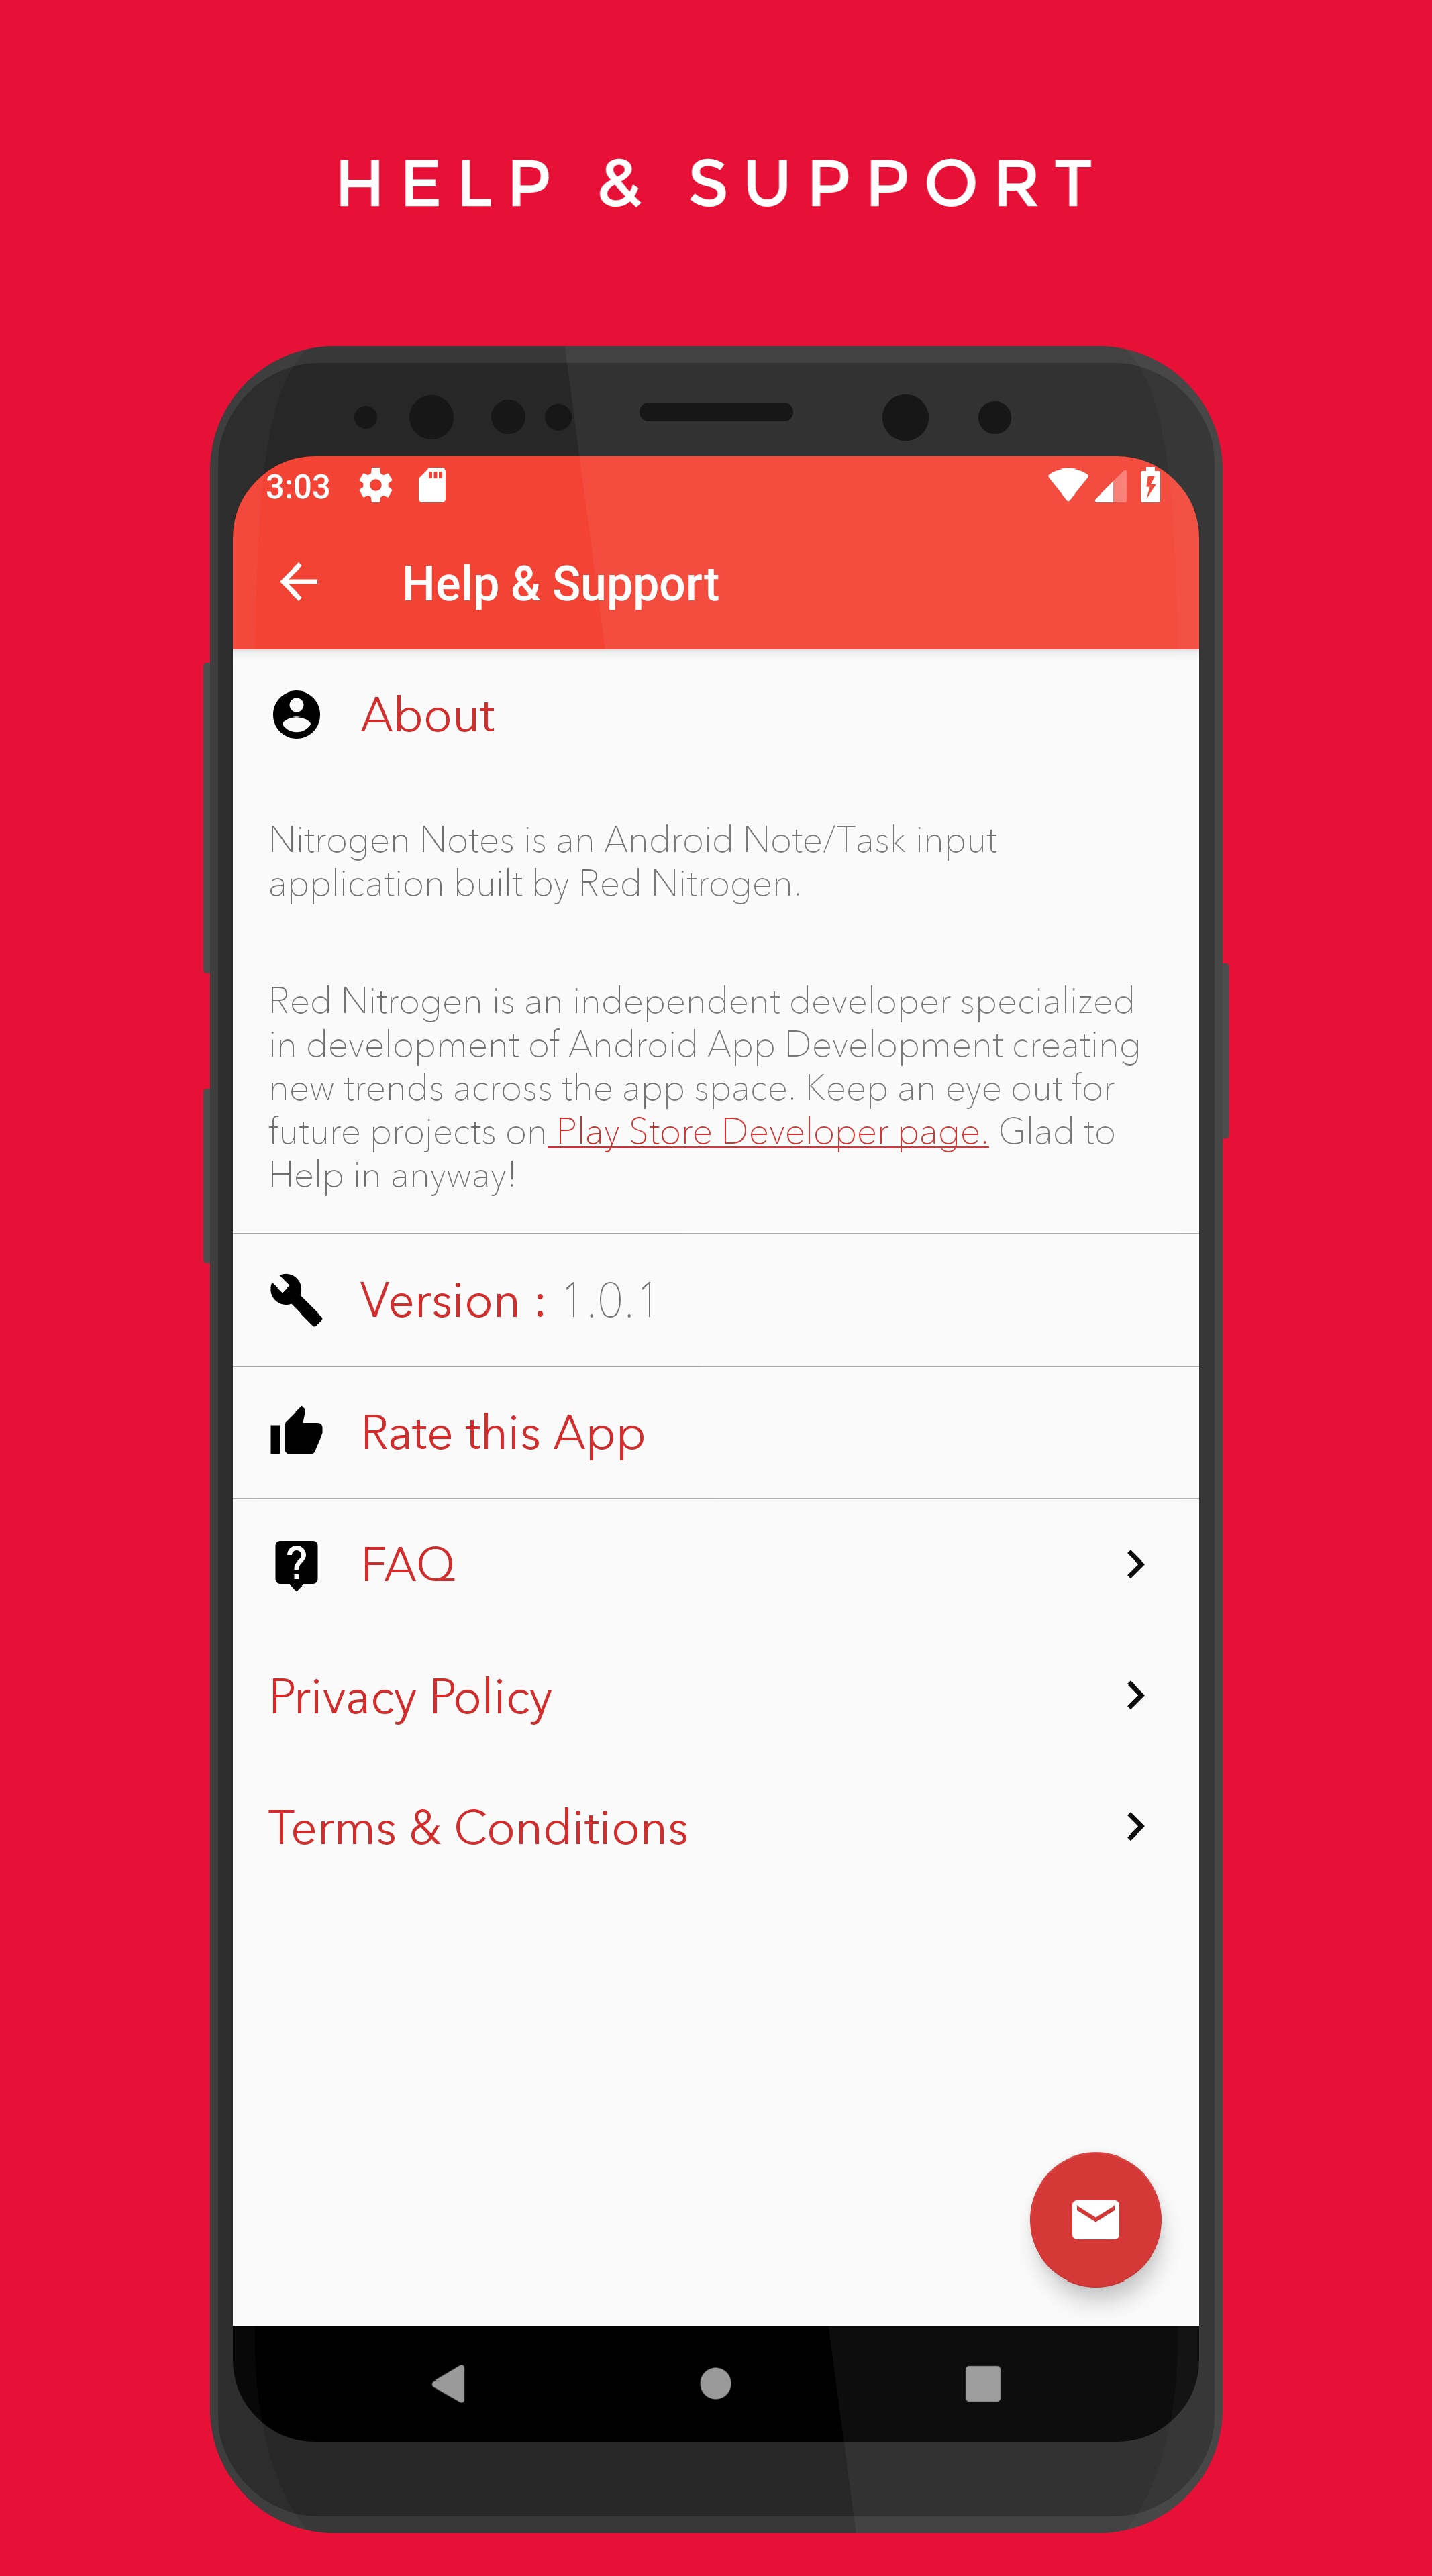 HELP & SUPPORT
3:03
Help & Support
About
Nitrogen Notes is an Android Note/Task input
application built by Red Nitrogen.
Red Nitrogen is an independent developer specialized
in development of Android App Development creating
new trends across the app space. Keep an eye out for
future projects on Play Store Developer page. Glad to
Help in anyway!
Version : 1.0.1
Rate this App
FAQ
Privacy Policy
Terms & Conditions